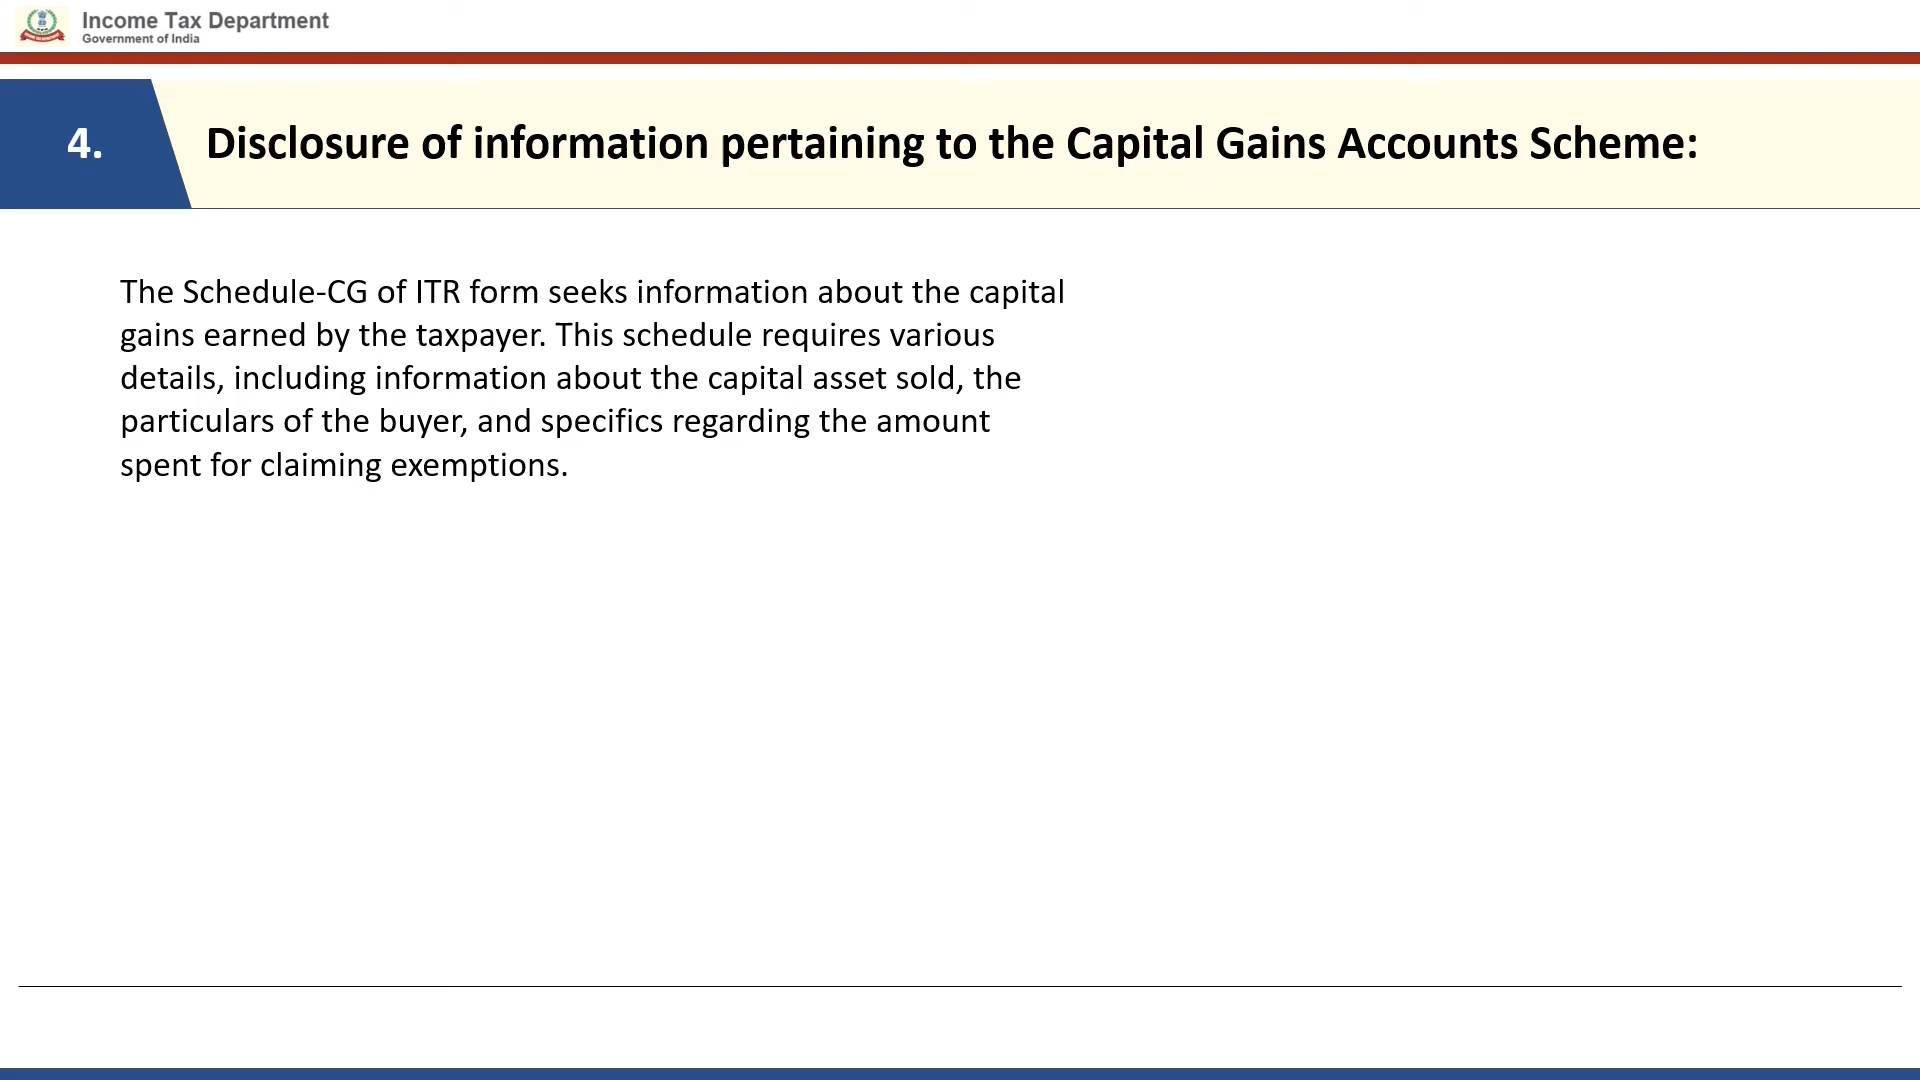 Income Tax Department
Government of India
4.
Disclosure of information pertaining to the Capital Gains Accounts Scheme:
The Schedule-CG of ITR form seeks information about the capital
gains earned by the taxpayer. This schedule requires various
details, including information about the capital asset sold, the
particulars of the buyer, and specifics regarding the amount
spent for claiming exemptions.